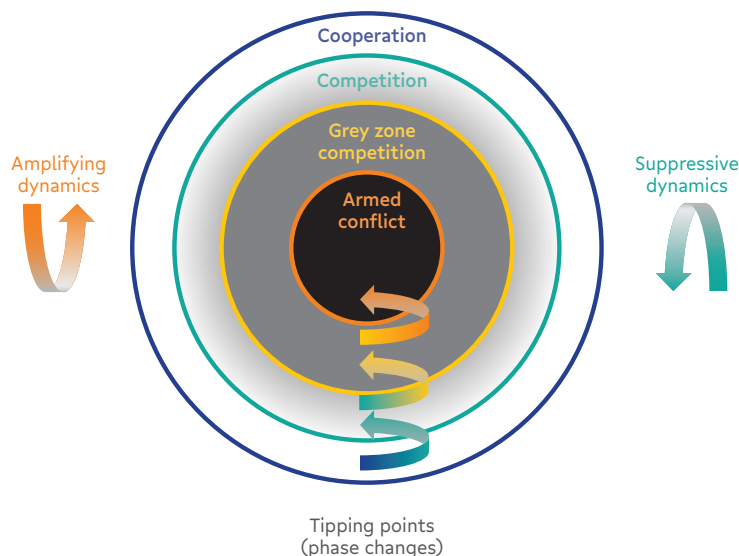 Cooperation
Competition
Grey zone
competition
Armed
conflict
Amplifying
dynamics
Suppressive
dynamics
Tipping points
(phase changes)